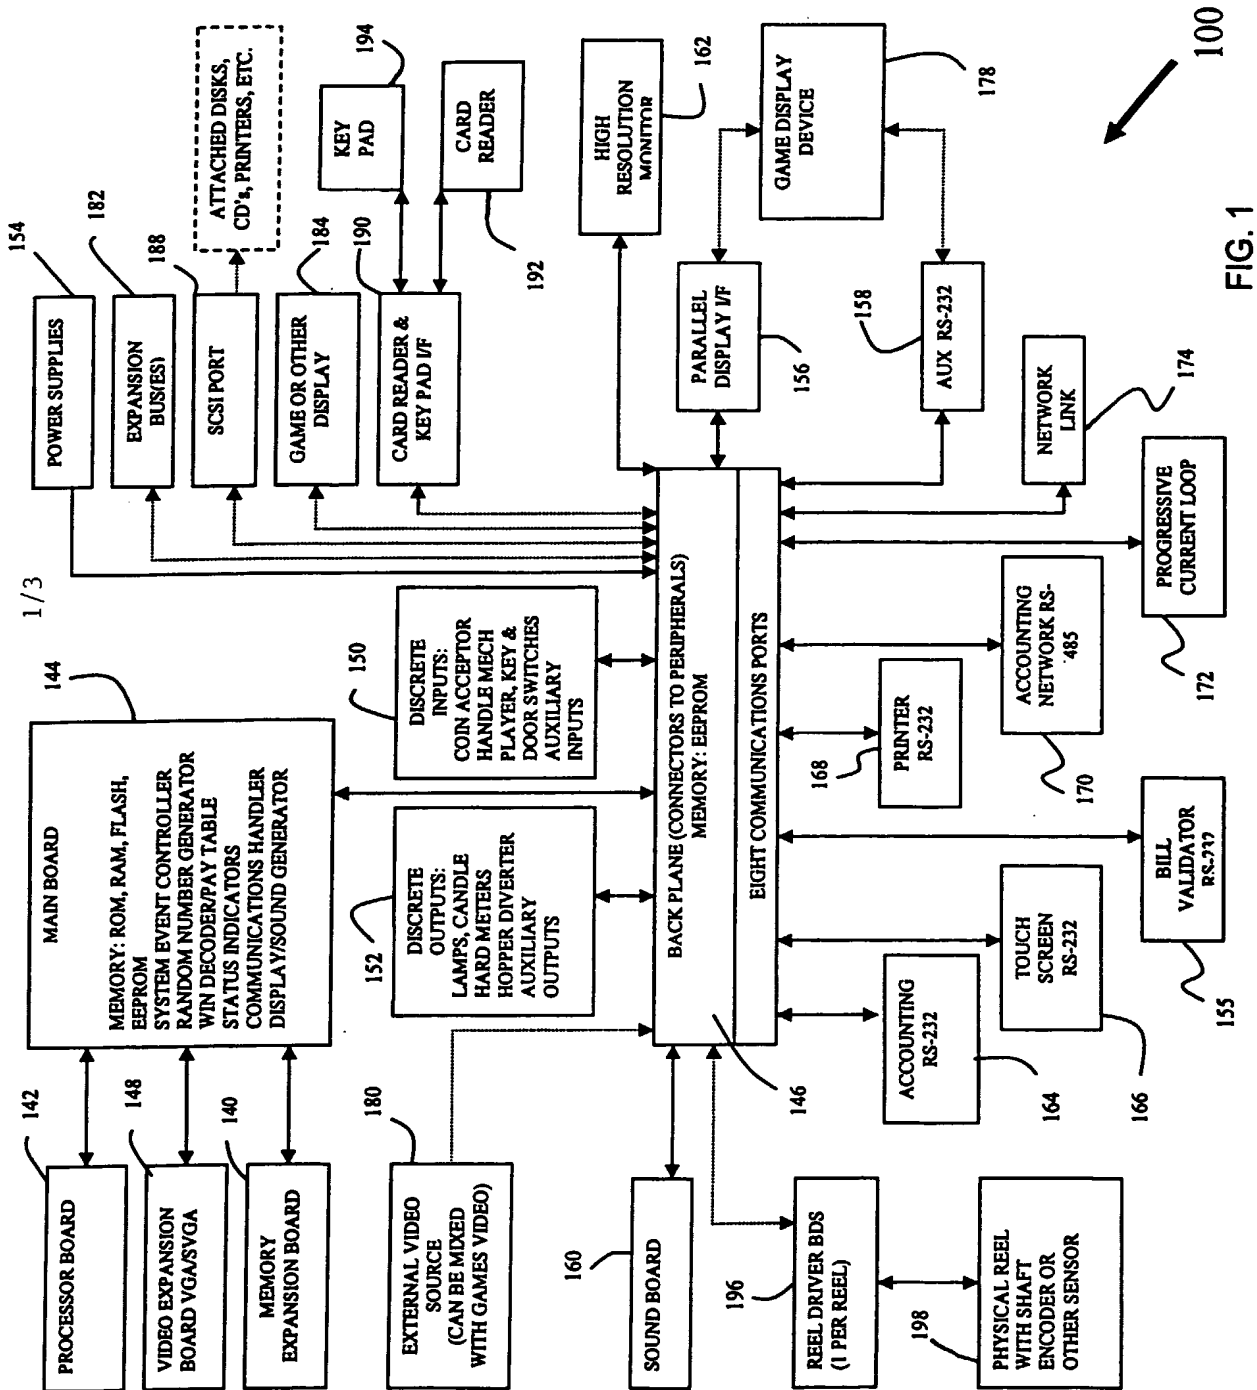 1/3
PROCESSOR BOARD
142
VIDEO EXPANSION
BOARD VGA/SVGA
148
MEMORY
EXPANSION BOARD
140
MAIN BOARD
MEMORY: ROM, RAM, FLASH,
EEPROM
SYSTEM EVENT CONTROLLER
RANDOM NUMBER GENERATOR
WIN DECODER/PAY TABLE
STATUS INDICATORS
COMMUNICATIONS HANDLER
DISPLAY/SOUND GENERATOR
144
POWER SUPPLIES
154
EXPANSION
BUS(ES)
182
SCSI PORT
188
ATTACHED DISKS,
CD's, PRINTERS, ETC.
GAME OR OTHER
DISPLAY
184
CARD READER &
KEY PAD I/F
190
KEY
PAD
194
CARD
READER
192
EXTERNAL VIDEO
SOURCE
(CAN BE MIXED
WITH GAMES VIDEO)
180
DISCRETE
OUTPUTS:
LAMPS, CANDLE
HARD METERS
HOPPER DIVERTER
AUXILIARY
OUTPUTS
152
DISCRETE
INPUTS:
COIN ACCEPTOR
HANDLE MECH
PLAYER, KEY &
DOOR SWITCHES
AUXILIARY
INPUTS
150
HIGH
RESOLUTION
MONITOR
162
SOUND BOARD
160
BACK PLANE (CONNECTORS TO PERIPHERALS)
MEMORY: EEPROM
EIGHT COMMUNICATIONS PORTS
146
PARALLEL
DISPLAY I/F
156
GAME DISPLAY
DEVICE
178
REEL DRIVER BDS
(1 PER REEL)
196
PHYSICAL REEL
WITH SHAFT
ENCODER OR
OTHER SENSOR
198
ACCOUNTING
RS-232
164
TOUCH
SCREEN
RS-232
166
BILL
VALIDATOR
155
PRINTER
RS-232
168
ACCOUNTING
NETWORK RS-
485
170
PROGRESSIVE
CURRENT LOOP
172
NETWORK
LINK
174
AUX RS-232
158
FIG. 1
100